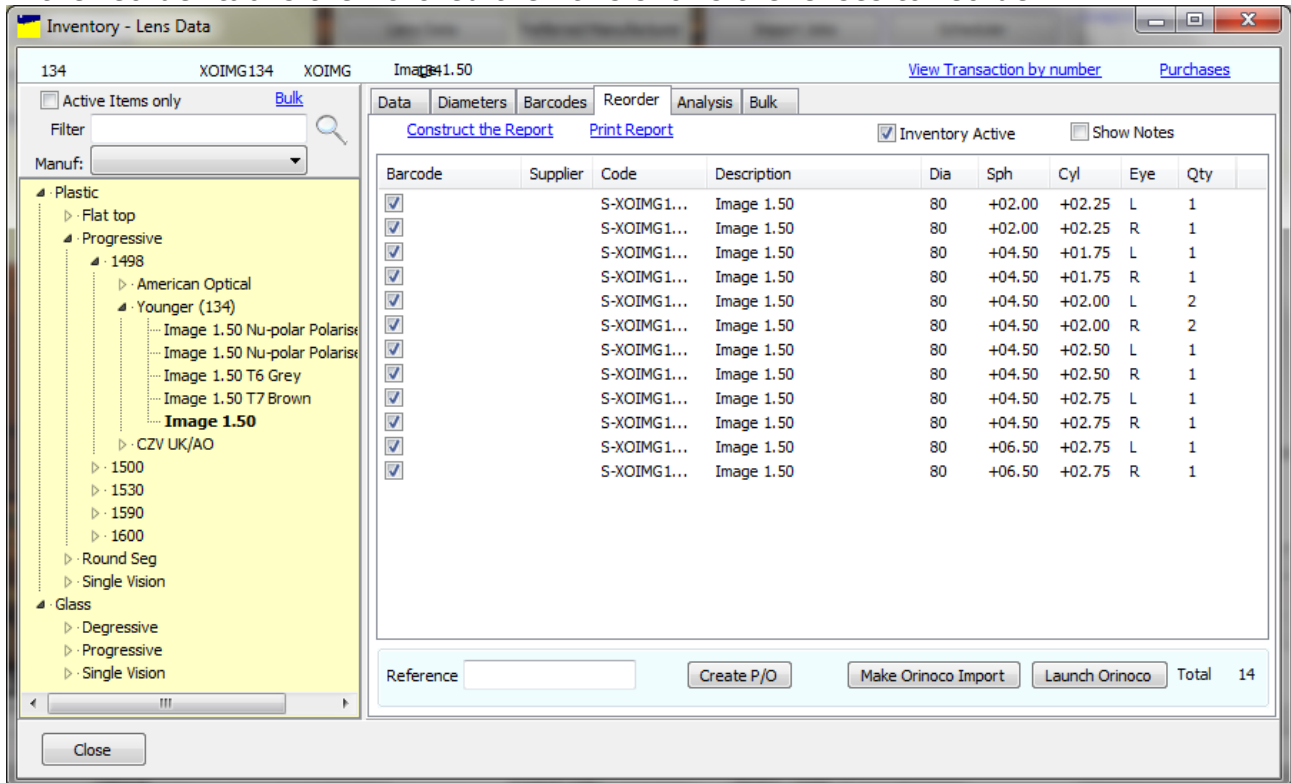 Inventory - Lens Data
134 XOIMG134 XOIMG Image 1.50 View Transaction by number Purchases
Active Items only Bulk
Filter
Manuf:
Plastic
Flat top
Progressive
1498
American Optical
Younger (134)
Image 1.50 Nu-polar Polarise
Image 1.50 Nu-polar Polarise
Image 1.50 T6 Grey
Image 1.50 T7 Brown
Image 1.50
CZV UK/AO
1500
1530
1590
1600
Round Seg
Single Vision
Glass
Degressive
Progressive
Single Vision
Data Diameters Barcodes Reorder Analysis Bulk
Construct the Report Print Report Inventory Active Show Notes
Barcode Supplier Code Description Dia Sph Cyl Eye Qty
S-XOIMG1... Image 1.50 80 +02.00 +02.25 L 1
S-XOIMG1... Image 1.50 80 +02.00 +02.25 R 1
S-XOIMG1... Image 1.50 80 +04.50 +01.75 L 1
S-XOIMG1... Image 1.50 80 +04.50 +01.75 R 1
S-XOIMG1... Image 1.50 80 +04.50 +02.00 L 2
S-XOIMG1... Image 1.50 80 +04.50 +02.00 R 2
S-XOIMG1... Image 1.50 80 +04.50 +02.50 L 1
S-XOIMG1... Image 1.50 80 +04.50 +02.50 R 1
S-XOIMG1... Image 1.50 80 +04.50 +02.75 L 1
S-XOIMG1... Image 1.50 80 +04.50 +02.75 R 1
S-XOIMG1... Image 1.50 80 +06.50 +02.75 L 1
S-XOIMG1... Image 1.50 80 +06.50 +02.75 R 1
Reference Create P/O Make Orinoco Import Launch Orinoco Total 14
Close